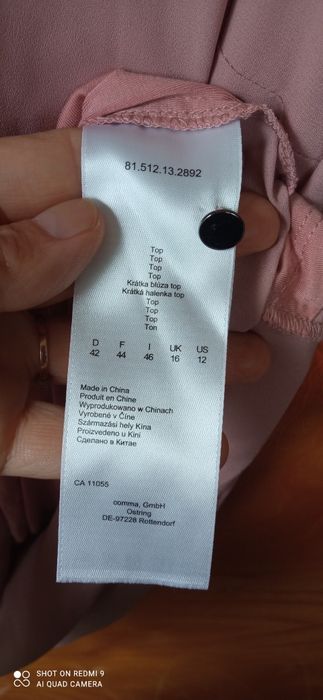 81.512.13.2892
Top
Top
Top
Top
Krátka blúza top
Krátká halenka top
Top
Top
Top
Топ
D F I UK US
42 44 46 16 12
Made in China
Produit en Chine
Wyprodukowano w Chinach
Vyrobené v Číne
Származási hely Kína
Proizvedeno u Kini
Сделано в Китае
CA 11055
comma, GmbH
Ostring
DE-97228 Rottendorf
SHOT ON REDMI 9
AI QUAD CAMERA